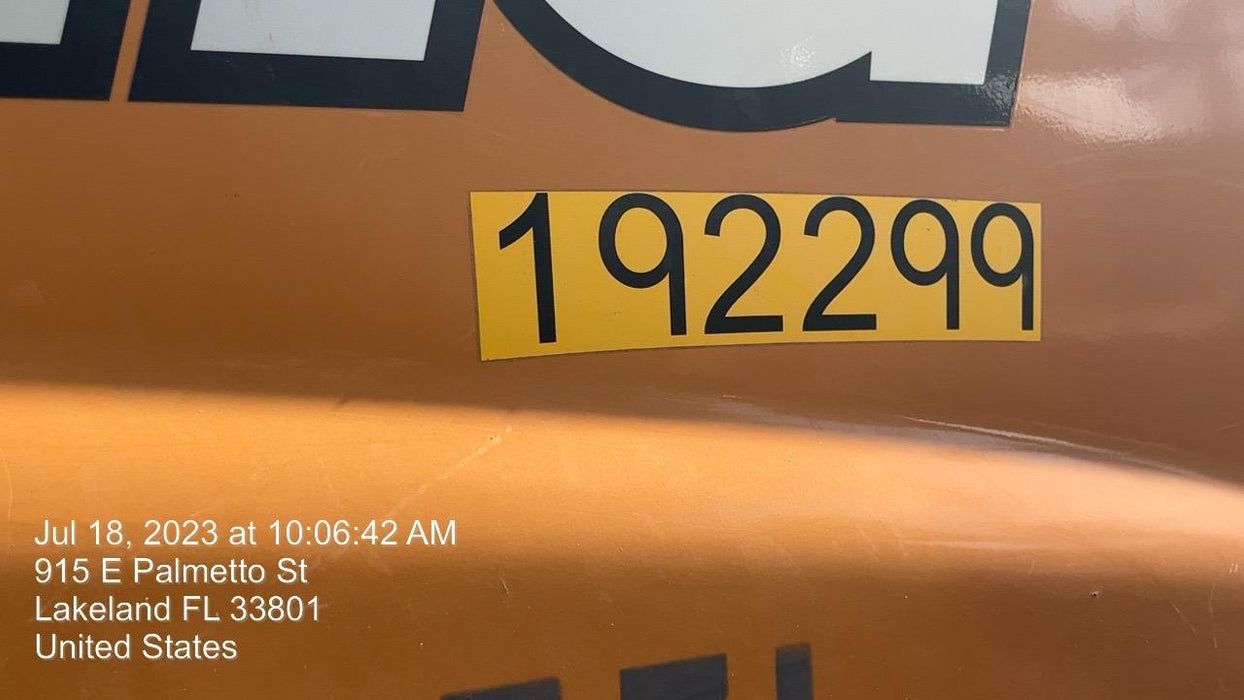 192299
Jul 18, 2023 at 10:06:42 AM
915 E Palmetto St
Lakeland FL 33801
United States